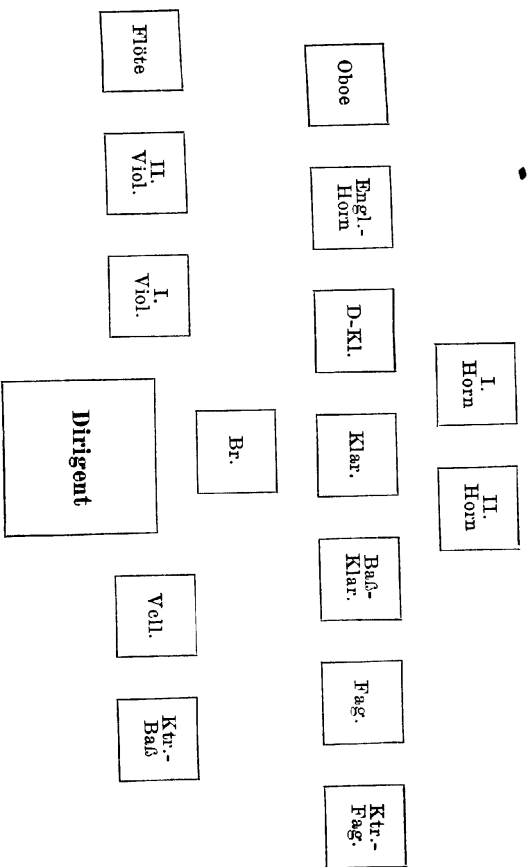 I.
Horn
II.
Horn
Oboe
Engl.-
Horn
D-Kl.
Klar.
Baß-
Klar.
Fag.
Ktr.-
Fag.
Br.
Flöte
II.
Viol.
I.
Viol.
Vcll.
Ktr.-
Baß
Dirigent